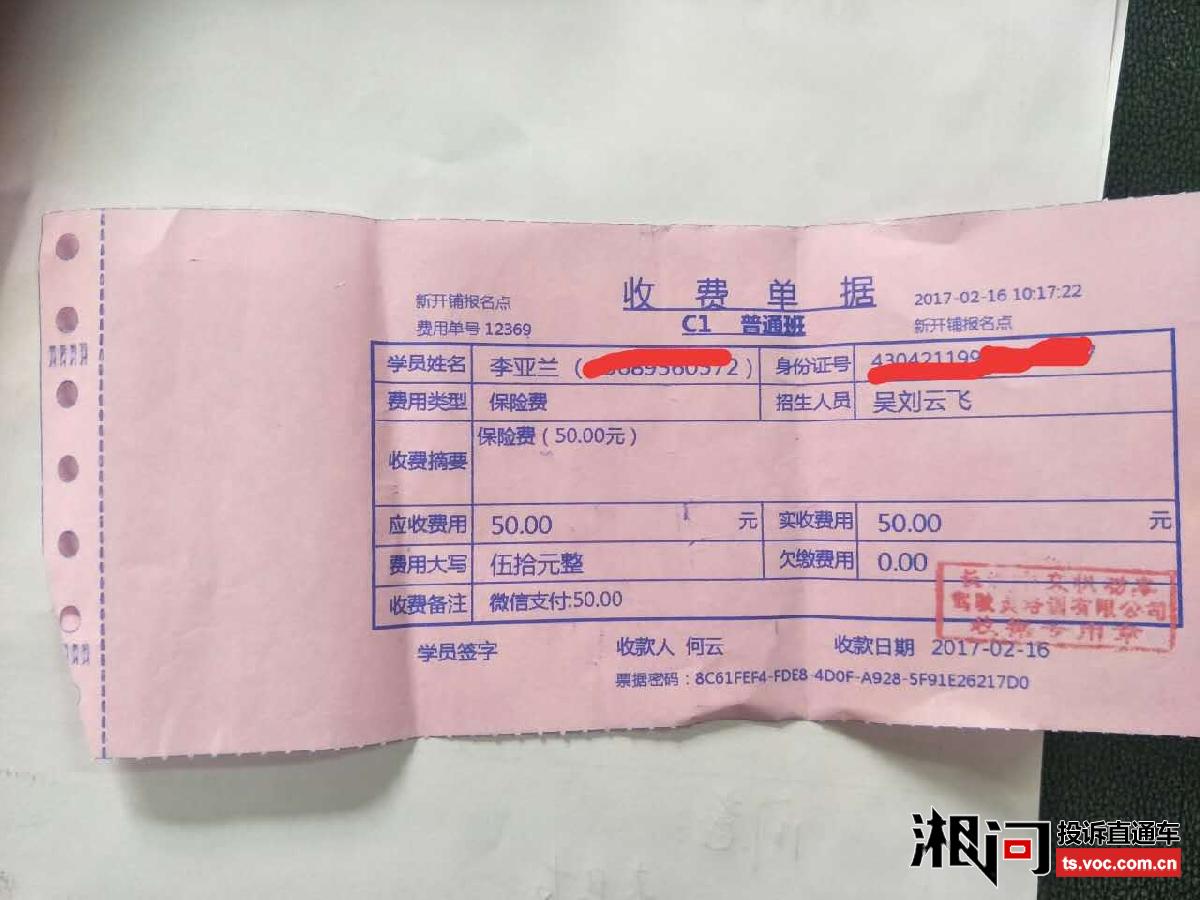 收费单据
新开铺报名点
2017-02-16 10:17:22
费用单号 12369
C1 普通班
新开铺报名点
学员姓名 李亚兰 ( ) 身份证号
费用类型 保险费 招生人员 吴刘云飞
保险费 ( 50.00元 )
收费摘要
应收费用 50.00 元 实收费用 50.00 元
费用大写 伍拾元整 欠缴费用 0.00
收费备注 微信支付:50.00
驾驶员培训有限公司
学员签字 收款人 何云 收款日期 2017-02-16
票据密码：8C61FEF4-FDE8-4D0F-A928-5F91E26217D0
湘问 投诉直通车
ts.voc.com.cn